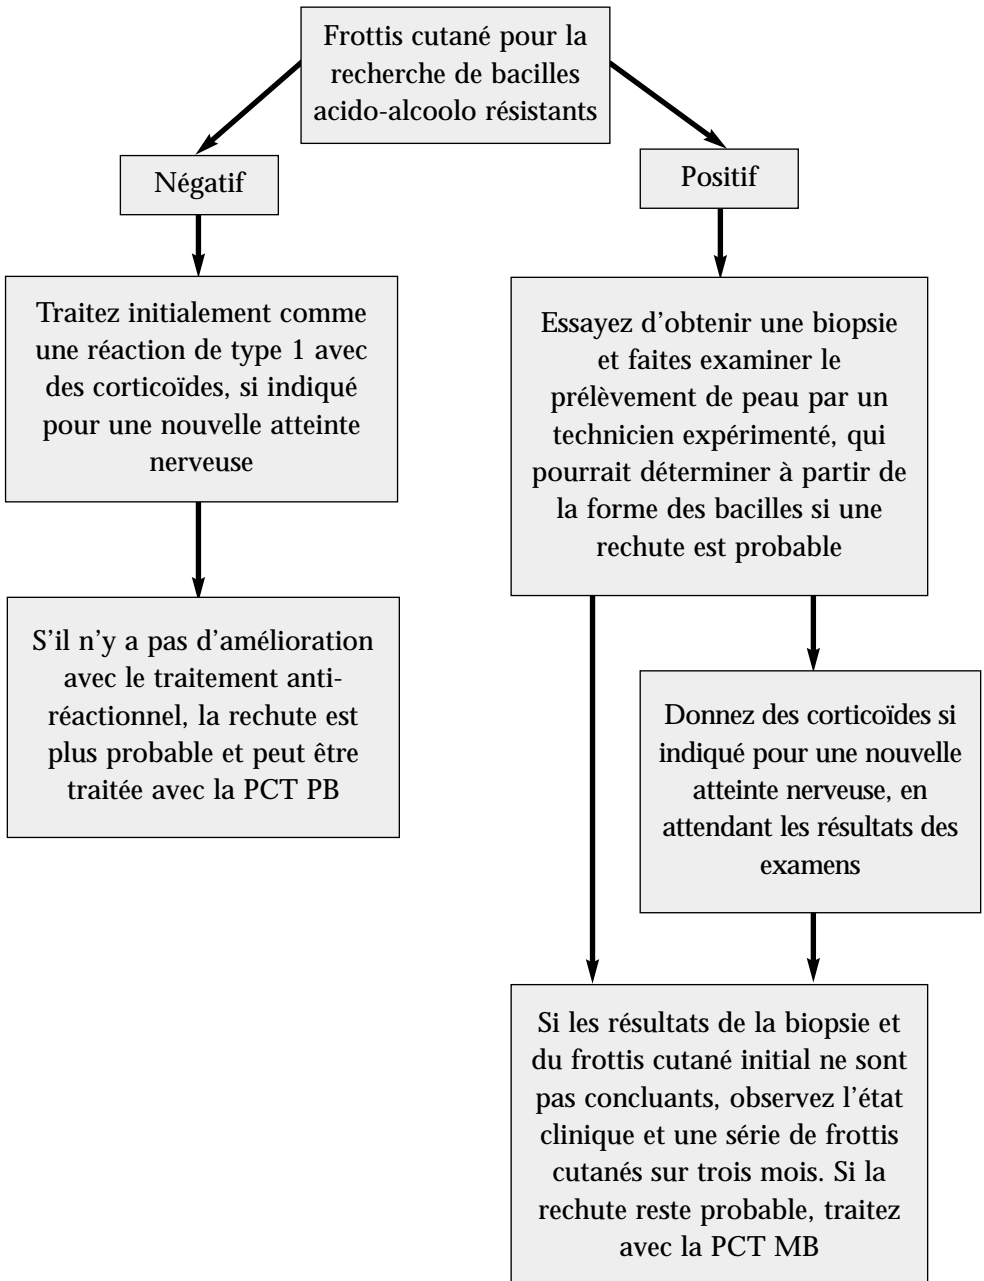 Frottis cutané pour la
recherche de bacilles
acido-alcoolo résistants
Négatif
Positif
Traitez initialement comme
une réaction de type 1 avec
des corticoïdes, si indiqué
pour une nouvelle atteinte
nerveuse
Essayez d’obtenir une biopsie
et faites examiner le
prélèvement de peau par un
technicien expérimenté, qui
pourrait déterminer à partir de
la forme des bacilles si une
rechute est probable
S’il n’y a pas d’amélioration
avec le traitement anti-
réactionnel, la rechute est
plus probable et peut être
traitée avec la PCT PB
Donnez des corticoïdes si
indiqué pour une nouvelle
atteinte nerveuse, en
attendant les résultats des
examens
Si les résultats de la biopsie et
du frottis cutané initial ne sont
pas concluants, observez l’état
clinique et une série de frottis
cutanés sur trois mois. Si la
rechute reste probable, traitez
avec la PCT MB